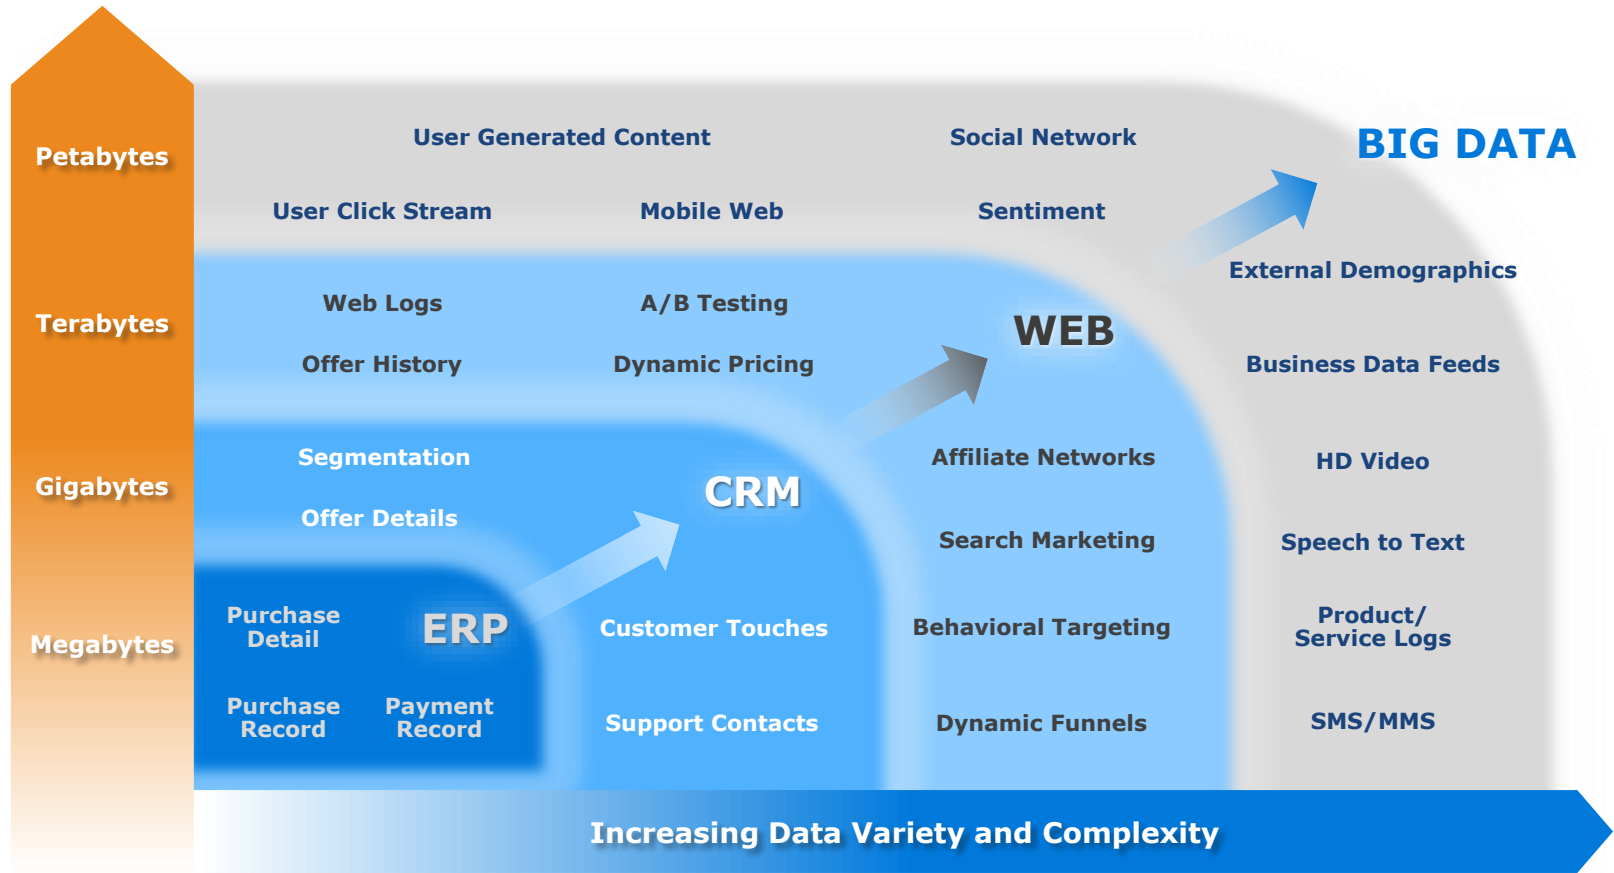 User Generated Content
Social Network
BIG DATA
Petabytes
User Click Stream
Mobile Web
Sentiment
External Demographics
Web Logs
A/B Testing
WEB
Terabytes
Offer History
Dynamic Pricing
Business Data Feeds
Segmentation
Affiliate Networks
HD Video
CRM
Gigabytes
Offer Details
Search Marketing
Speech to Text
Purchase
Detail
ERP
Customer Touches
Behavioral Targeting
Product/
Service Logs
Megabytes
Purchase
Record
Payment
Record
Support Contacts
Dynamic Funnels
SMS/MMS
Increasing Data Variety and Complexity